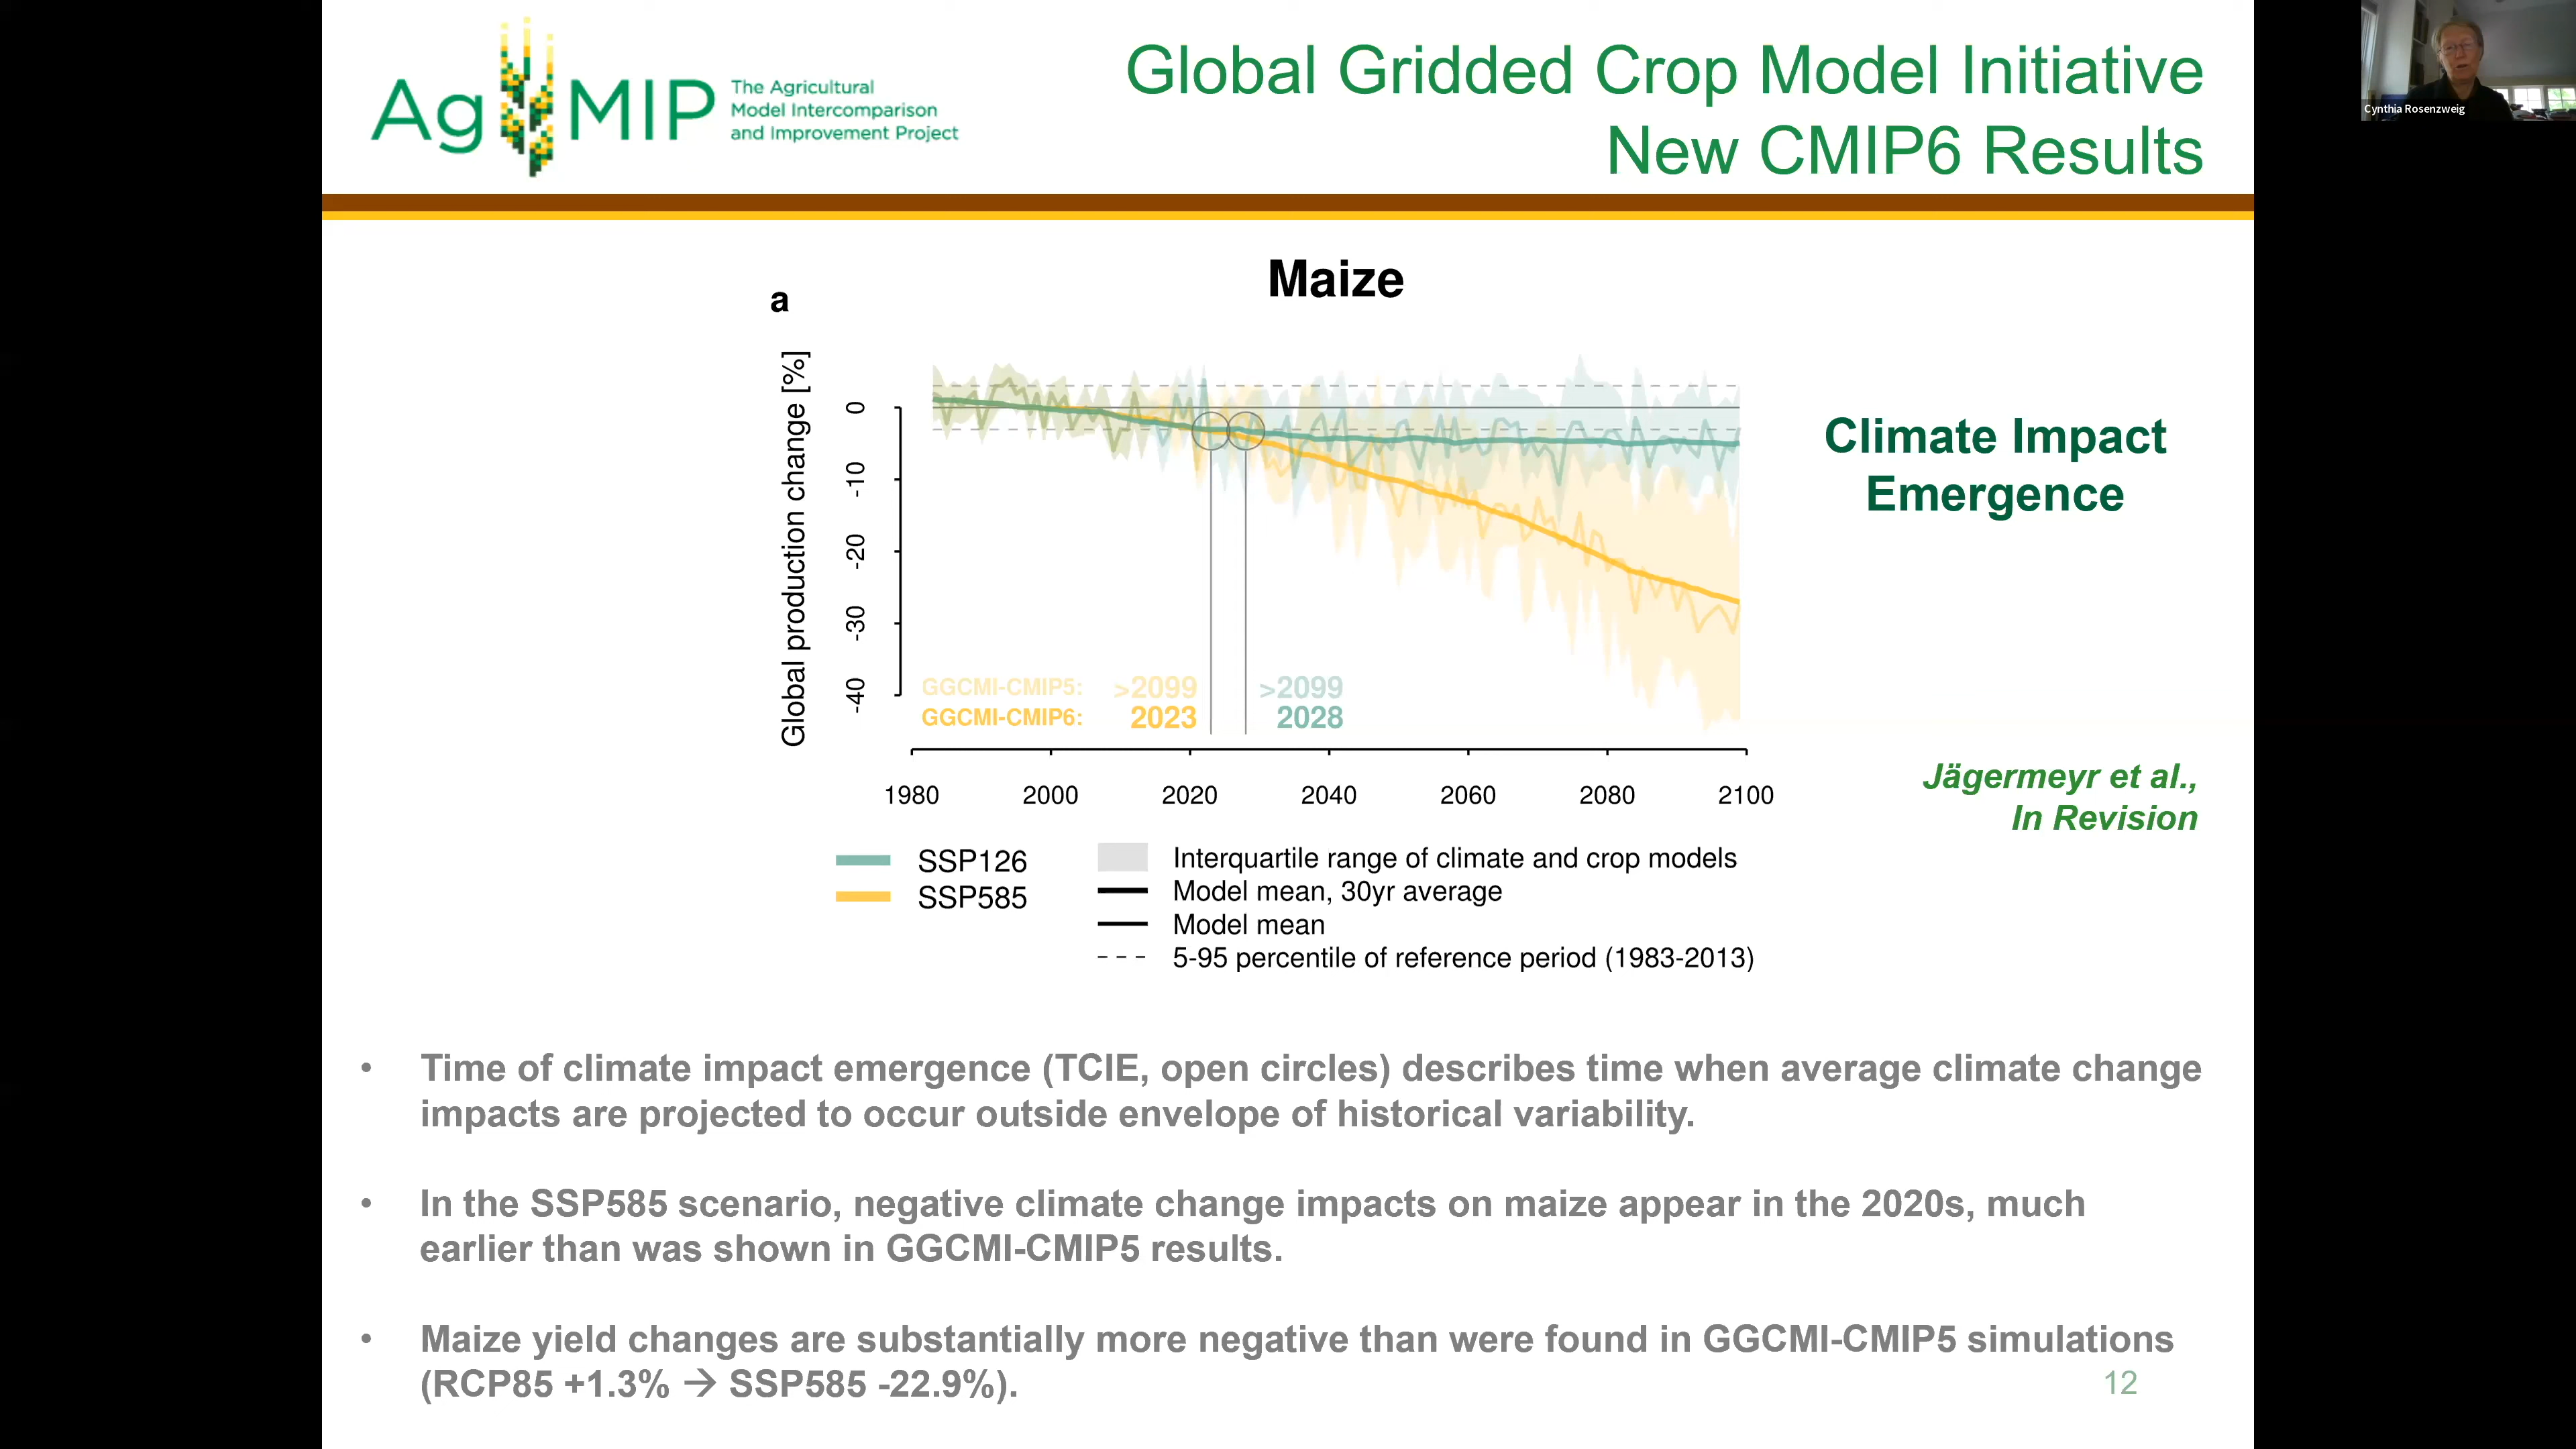 AgMIP
The Agricultural
Model Intercomparison
and Improvement Project
Global Gridded Crop Model Initiative
New CMIP6 Results
Cynthia Rosenzweig
Maize
a
Global production change [%]
0
-10
-20
-30
-40
GGCMI-CMIP5: >2099 >2099
GGCMI-CMIP6: 2023 2028
1980 2000 2020 2040 2060 2080 2100
Climate Impact
Emergence
Jägermeyr et al.,
In Revision
SSP126
SSP585
Interquartile range of climate and crop models
Model mean, 30yr average
Model mean
5-95 percentile of reference period (1983-2013)
• Time of climate impact emergence (TCIE, open circles) describes time when average climate change
impacts are projected to occur outside envelope of historical variability.
• In the SSP585 scenario, negative climate change impacts on maize appear in the 2020s, much
earlier than was shown in GGCMI-CMIP5 results.
• Maize yield changes are substantially more negative than were found in GGCMI-CMIP5 simulations
(RCP85 +1.3% → SSP585 -22.9%).
12